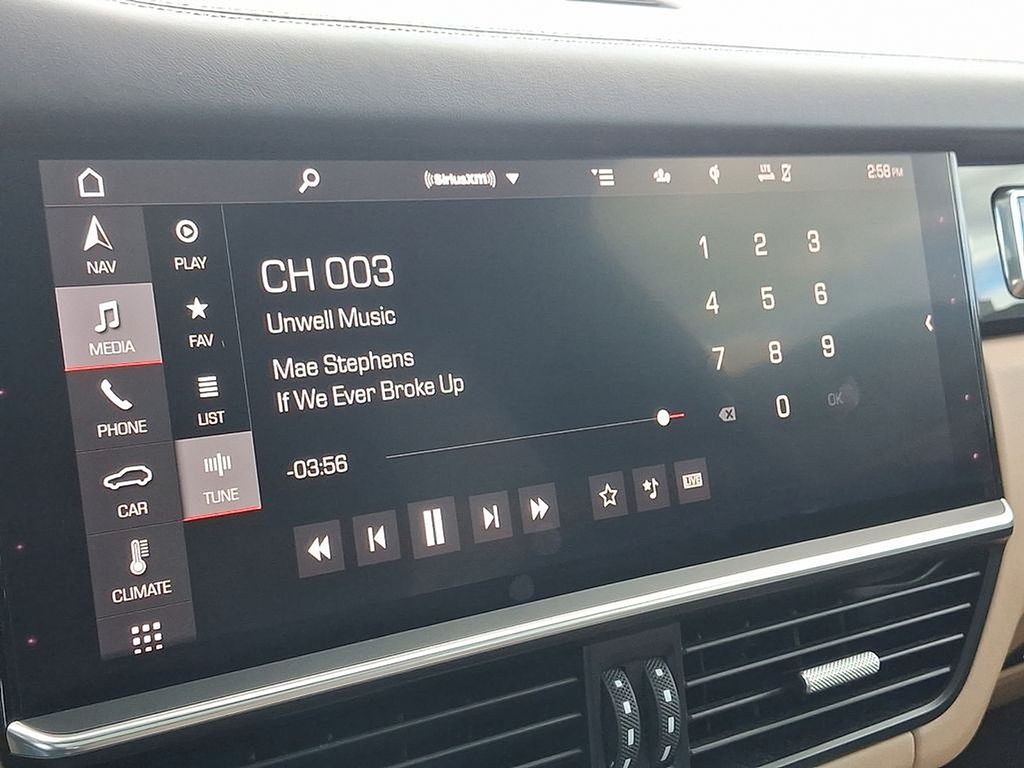 ((SiriusXM))
2:58 PM
NAV
PLAY
MEDIA
FAV
PHONE
LIST
CAR
TUNE
CLIMATE
CH 003
Unwell Music
Mae Stephens
If We Ever Broke Up
-03:56
LIVE
1 2 3
4 5 6
7 8 9
0 OK
LTE